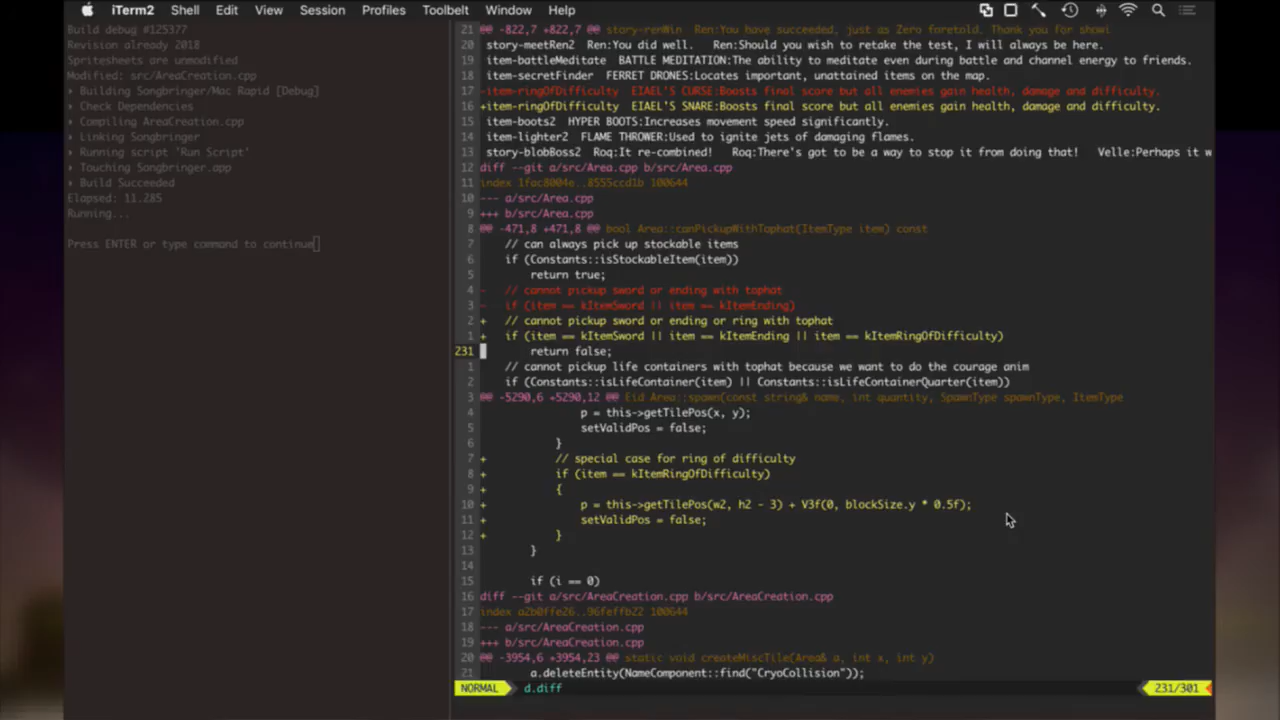 iTerm2 Shell Edit View Session Profiles Toolbelt Window Help
Build debug #125377
Revision already 2018
Spritesheets are unmodified
Modified: src/AreaCreation.cpp
▸ Building Songbringer/Mac Rapid [Debug]
▸ Check Dependencies
▸ Compiling AreaCreation.cpp
▸ Linking Songbringer
▸ Running script 'Run Script'
▸ Touching Songbringer.app
▸ Build Succeeded
Elapsed: 11.285
Running...
Press ENTER or type command to continue
21 @@ -822,7 +822,7 @@ story-renWin Ren:You have succeeded, just as Zero foretold. Thank you for showi
20 story-meetRen2 Ren:You did well. Ren:Should you wish to retake the test, I will always be here.
19 item-battleMeditate BATTLE MEDITATION:The ability to meditate even during battle and channel energy to friends.
18 item-secretFinder FERRET DRONES:Locates important, unattained items on the map.
17 -item-ringOfDifficulty EIAEL'S CURSE:Boosts final score but all enemies gain health, damage and difficulty.
16 +item-ringOfDifficulty EIAEL'S SNARE:Boosts final score but all enemies gain health, damage and difficulty.
15 item-boots2 HYPER BOOTS:Increases movement speed significantly.
14 item-lighter2 FLAME THROWER:Used to ignite jets of damaging flames.
13 story-blobBoss2 Roq:It re-combined! Roq:There's got to be a way to stop it from doing that! Velle:Perhaps it w
12 diff --git a/src/Area.cpp b/src/Area.cpp
11 index 1fac8004e..8555ccd1b 100644
10 --- a/src/Area.cpp
9 +++ b/src/Area.cpp
8 @@ -471,8 +471,8 @@ bool Area::canPickupWithTophat(ItemType item) const
7 // can always pick up stockable items
6 if (Constants::isStockableItem(item))
5 return true;
4 - // cannot pickup sword or ending with tophat
3 - if (item == kItemSword || item == kItemEnding)
2 + // cannot pickup sword or ending or ring with tophat
1 + if (item == kItemSword || item == kItemEnding || item == kItemRingOfDifficulty)
231 return false;
1 // cannot pickup life containers with tophat because we want to do the courage anim
2 if (Constants::isLifeContainer(item) || Constants::isLifeContainerQuarter(item))
3 @@ -5290,6 +5290,12 @@ Eid Area::spawn(const string& name, int quantity, SpawnType spawnType, ItemType
4 p = this->getTilePos(x, y);
5 setValidPos = false;
6 }
7 + // special case for ring of difficulty
8 + if (item == kItemRingOfDifficulty)
9 + {
10 + p = this->getTilePos(w2, h2 - 3) + V3f(0, blockSize.y * 0.5f);
11 + setValidPos = false;
12 + }
13 }
14
15 if (i == 0)
16 diff --git a/src/AreaCreation.cpp b/src/AreaCreation.cpp
17 index a2b0ffe26..96feffb22 100644
18 --- a/src/AreaCreation.cpp
19 +++ b/src/AreaCreation.cpp
20 @@ -3954,6 +3954,23 @@ static void createMiscTile(Area& a, int x, int y)
21 a.deleteEntity(NameComponent::find("CryoCollision"));
NORMAL d.diff 231/301